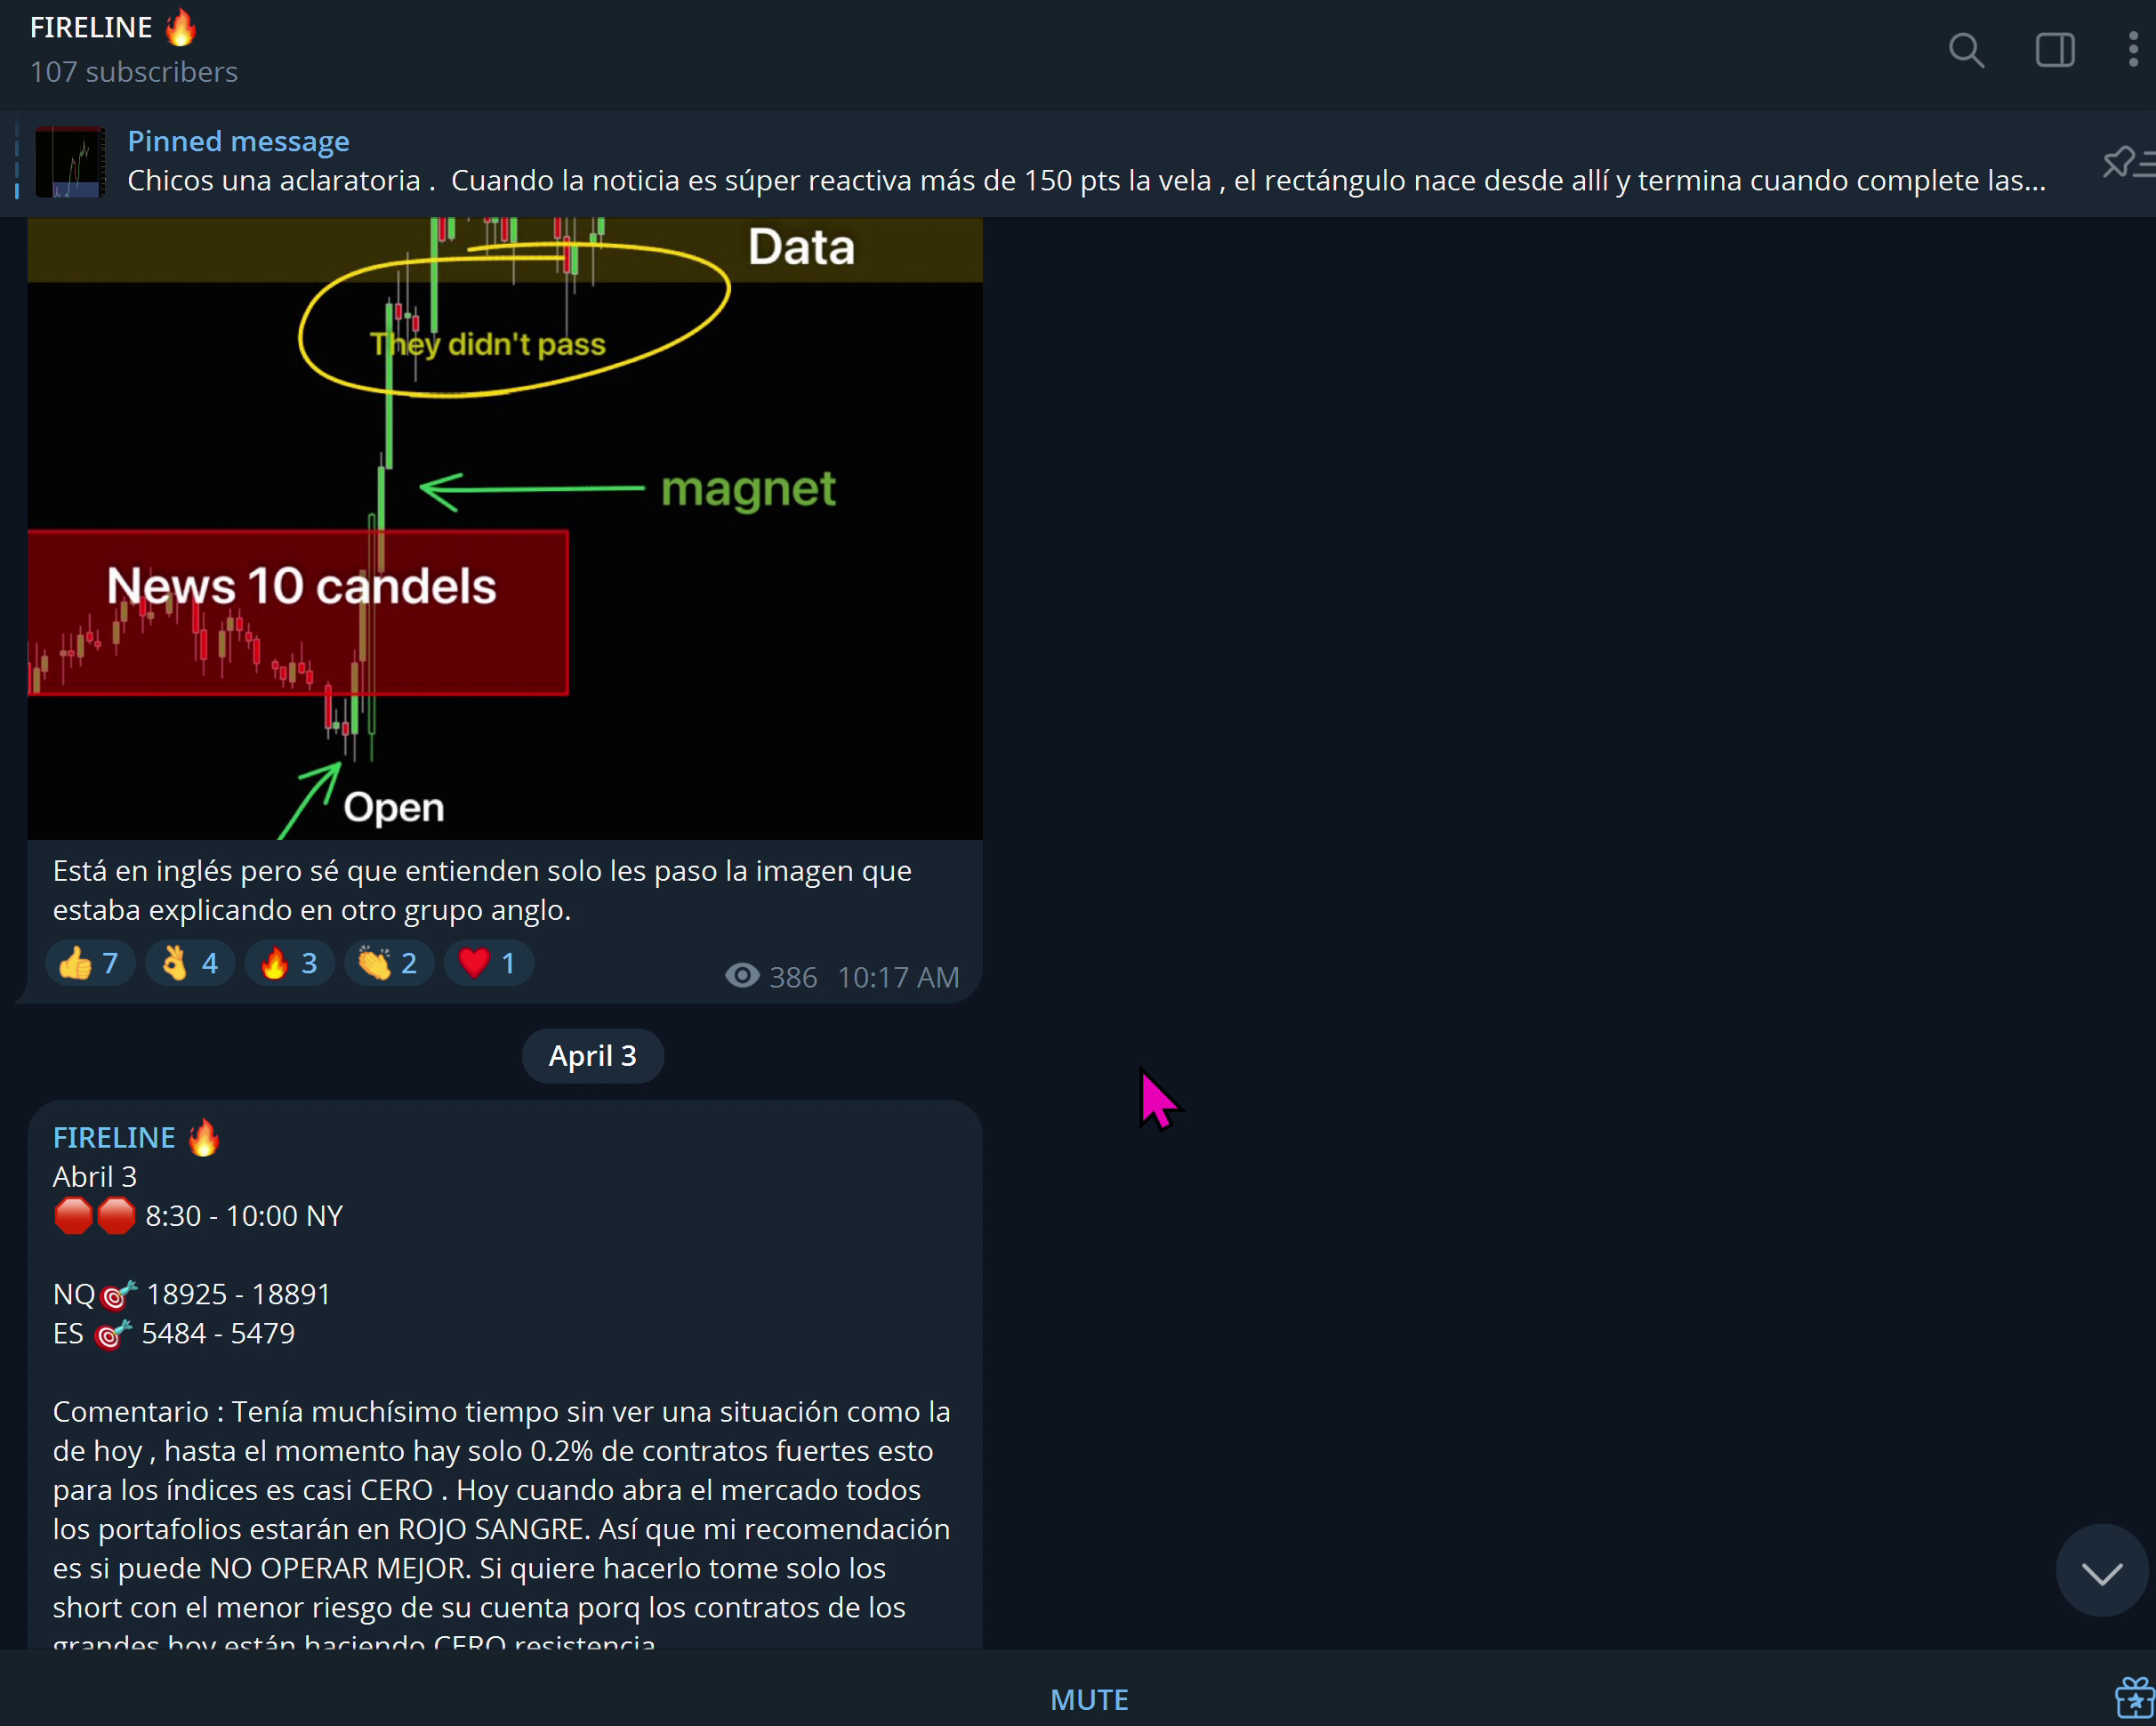 FIRELINE 🔥
107 subscribers
Pinned message
Chicos una aclaratoria .  Cuando la noticia es súper reactiva más de 150 pts la vela , el rectángulo nace desde allí y termina cuando complete las...
Data
They didn't pass
magnet
News 10 candels
Open
Está en inglés pero sé que entienden solo les paso la imagen que
estaba explicando en otro grupo anglo.
👍 7 👌 4 🔥 3 👏 2 ❤️ 1
386 10:17 AM
April 3
FIRELINE 🔥
Abril 3
🛑🛑 8:30 - 10:00 NY
NQ🎯 18925 - 18891
ES 🎯 5484 - 5479
Comentario : Tenía muchísimo tiempo sin ver una situación como la
de hoy , hasta el momento hay solo 0.2% de contratos fuertes esto
para los índices es casi CERO . Hoy cuando abra el mercado todos
los portafolios estarán en ROJO SANGRE. Así que mi recomendación
es si puede NO OPERAR MEJOR. Si quiere hacerlo tome solo los
short con el menor riesgo de su cuenta porq los contratos de los
grandes hoy están haciendo CERO resistencia
MUTE